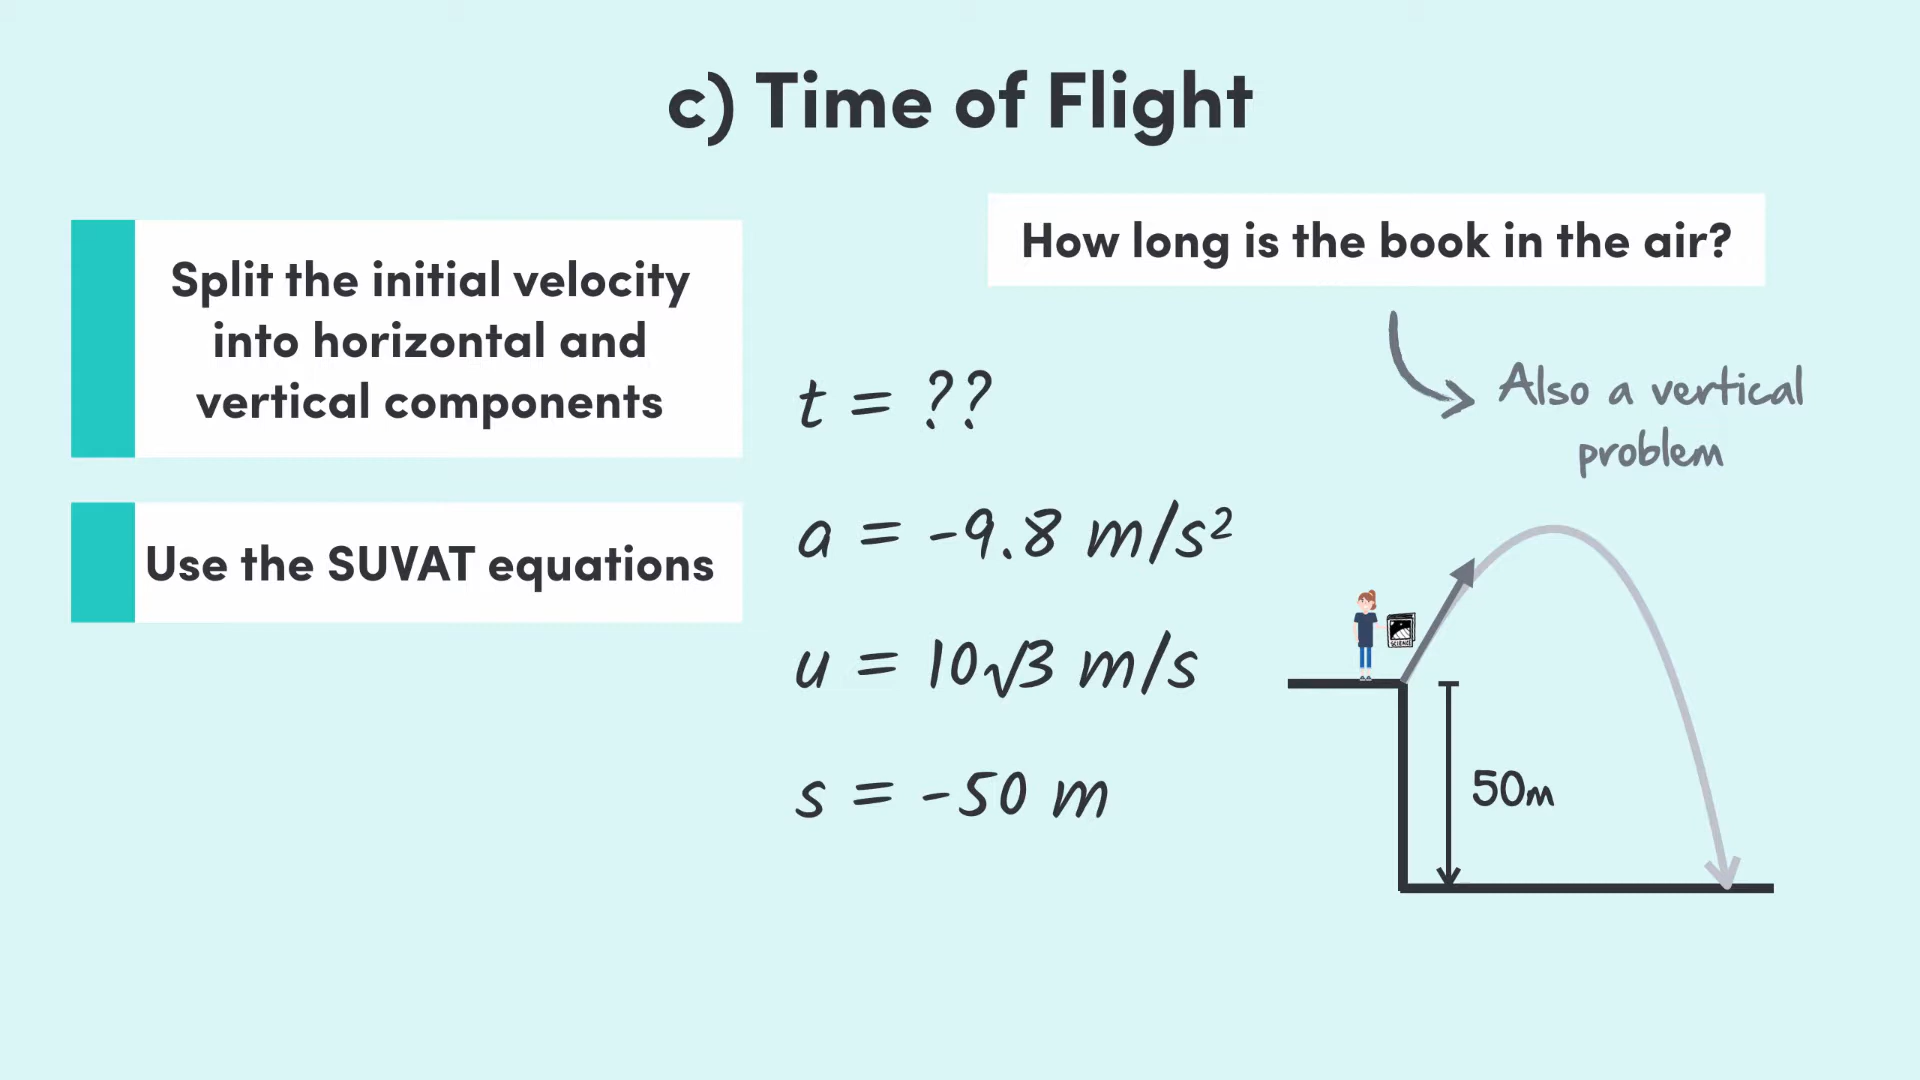 c) Time of Flight
Split the initial velocity
into horizontal and
vertical components
Use the SUVAT equations
How long is the book in the air?
Also a vertical
problem
t = ??
a = -9.8 m/s²
u = 10√3 m/s
s = -50 m
SCIENCE
50m